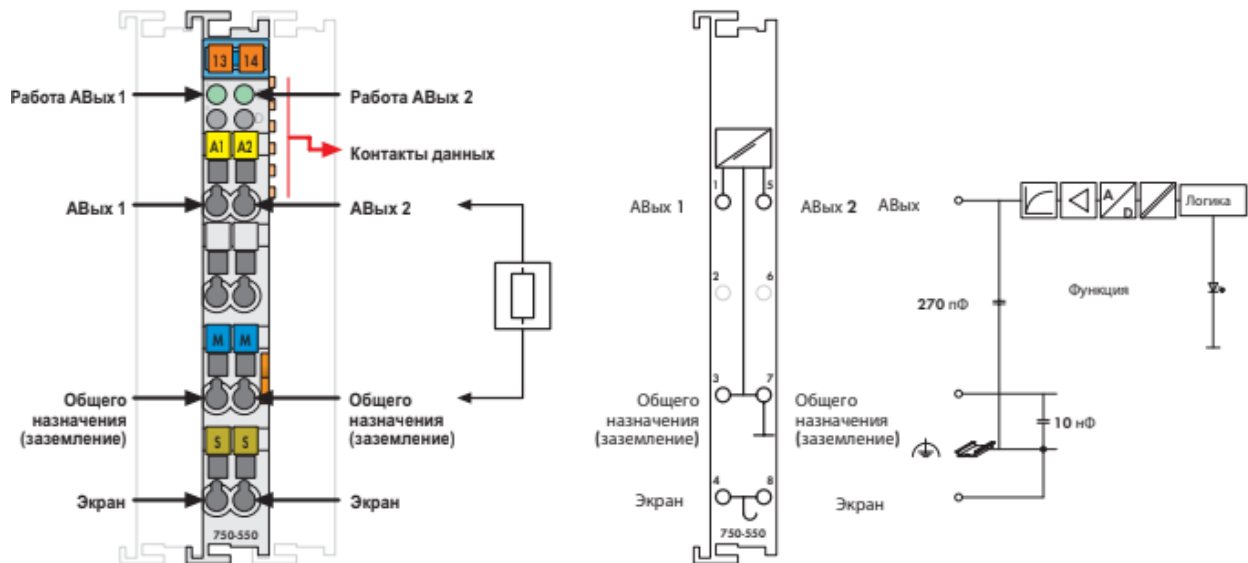 13 14
Работа АВых 1
Работа АВых 2
A1 A2
Контакты данных
АВых 1
АВых 2
M M
Общего
назначения
(заземление)
Общего
назначения
(заземление)
S S
Экран
Экран
750-550
1 5
АВых 1
АВых 2
2 6
3 7
Общего
назначения
(заземление)
Общего
назначения
(заземление)
4 8
Экран
750-550
АВых
A
D
Логика
270 пФ
Функция
10 нФ
Экран